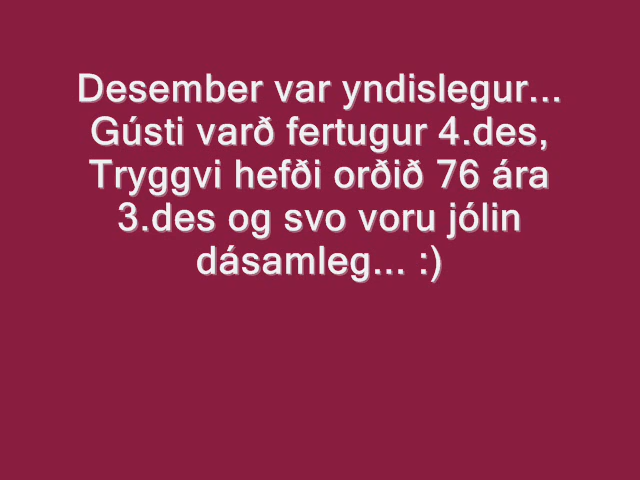 Desember var yndislegur...
Gústi varð fertugur 4.des,
Tryggvi hefði orðið 76 ára
3.des og svo voru jólin
dásamleg... :)